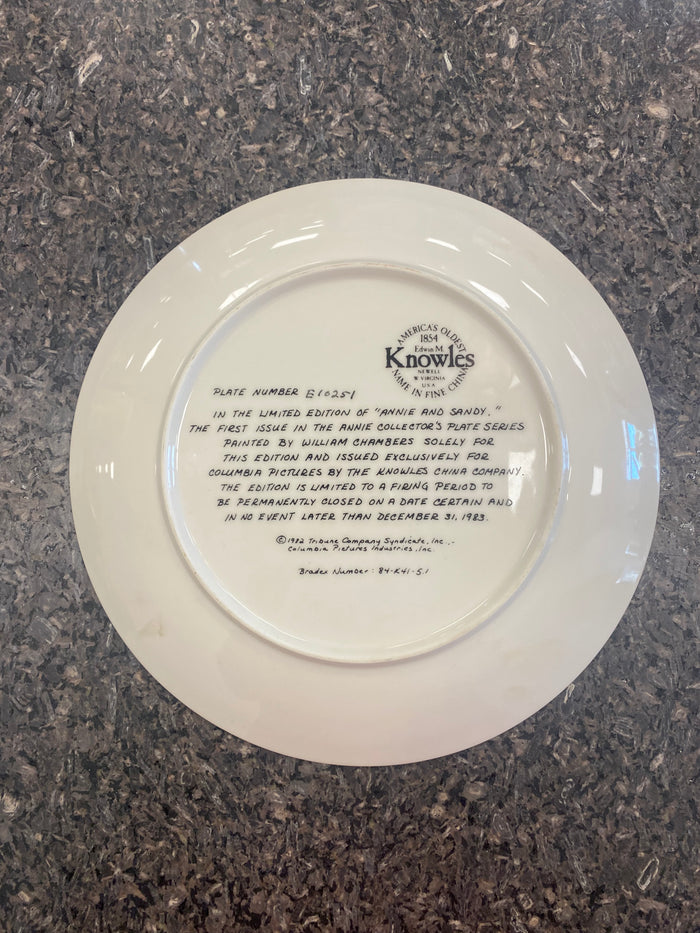 AMERICA'S OLDEST
1854
Edwin M.
Knowles
NEWELL
W. VIRGINIA
U S A
NAME IN FINE CHINA
PLATE NUMBER E10251
IN THE LIMITED EDITION OF "ANNIE AND SANDY."
THE FIRST ISSUE IN THE ANNIE COLLECTOR'S PLATE SERIES
PAINTED BY WILLIAM CHAMBERS SOLELY FOR
THIS EDITION AND ISSUED EXCLUSIVELY FOR
COLUMBIA PICTURES BY THE KNOWLES CHINA COMPANY.
THE EDITION IS LIMITED TO A FIRING PERIOD TO
BE PERMANENTLY CLOSED ON A DATE CERTAIN AND
IN NO EVENT LATER THAN DECEMBER 31, 1983.
©1982 Tribune Company Syndicate, Inc.,-
Columbia Pictures Industries, Inc.
Bradex Number: 84-K41-5.1